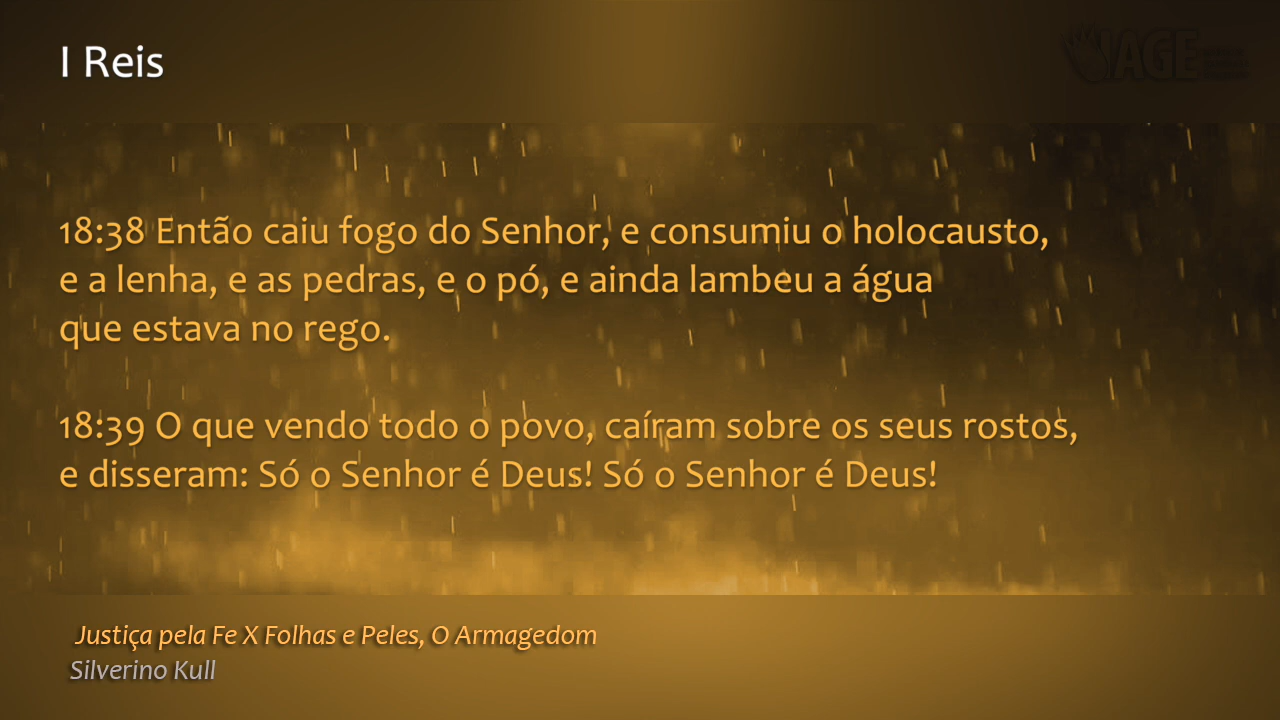 I Reis
IAGE
18:38 Então caiu fogo do Senhor, e consumiu o holocausto,
e a lenha, e as pedras, e o pó, e ainda lambeu a água
que estava no rego.
18:39 O que vendo todo o povo, caíram sobre os seus rostos,
e disseram: Só o Senhor é Deus! Só o Senhor é Deus!
Justiça pela Fe X Folhas e Peles, O Armagedom
Silverino Kull